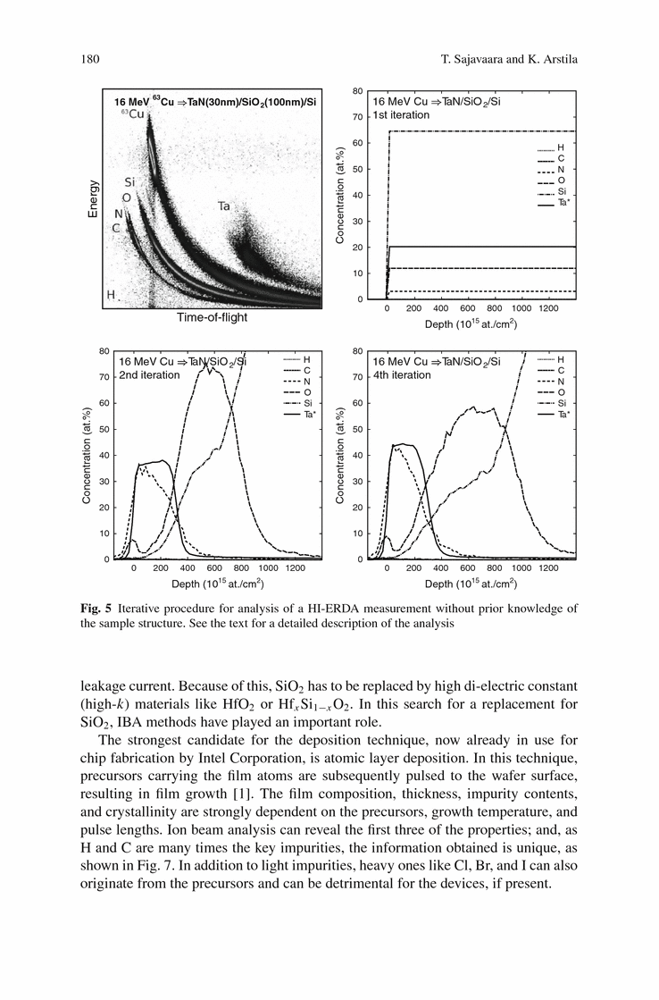 180
T. Sajavaara and K. Arstila
16 MeV 63Cu ⇒TaN(30nm)/SiO2(100nm)/Si
63Cu
Si
O
N
C
H
Ta
Energy
Time-of-flight
16 MeV Cu ⇒TaN/SiO2/Si
1st iteration
H
C
N
O
Si
Ta*
80
70
60
50
40
30
20
10
0
Concentration (at.%)
0 200 400 600 800 1000 1200
Depth (10^15 at./cm^2)
16 MeV Cu ⇒TaN/SiO2/Si
2nd iteration
H
C
N
O
Si
Ta*
80
70
60
50
40
30
20
10
0
Concentration (at.%)
0 200 400 600 800 1000 1200
Depth (10^15 at./cm^2)
16 MeV Cu ⇒TaN/SiO2/Si
4th iteration
H
C
N
O
Si
Ta*
80
70
60
50
40
30
20
10
0
Concentration (at.%)
0 200 400 600 800 1000 1200
Depth (10^15 at./cm^2)
Fig. 5 Iterative procedure for analysis of a HI-ERDA measurement without prior knowledge of
the sample structure. See the text for a detailed description of the analysis
leakage current. Because of this, SiO2 has to be replaced by high di-electric constant
(high-k) materials like HfO2 or HfxSi1−xO2. In this search for a replacement for
SiO2, IBA methods have played an important role.
The strongest candidate for the deposition technique, now already in use for
chip fabrication by Intel Corporation, is atomic layer deposition. In this technique,
precursors carrying the film atoms are subsequently pulsed to the wafer surface,
resulting in film growth [1]. The film composition, thickness, impurity contents,
and crystallinity are strongly dependent on the precursors, growth temperature, and
pulse lengths. Ion beam analysis can reveal the first three of the properties; and, as
H and C are many times the key impurities, the information obtained is unique, as
shown in Fig. 7. In addition to light impurities, heavy ones like Cl, Br, and I can also
originate from the precursors and can be detrimental for the devices, if present.